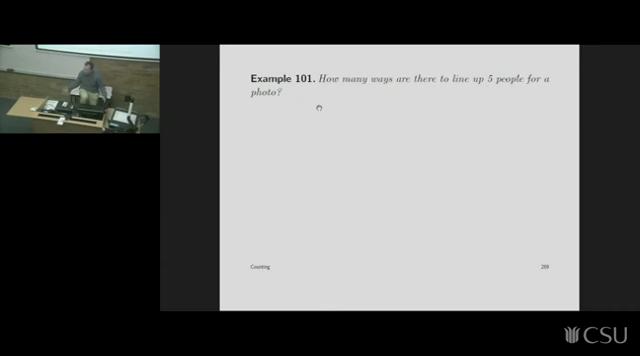 Example 101. How many ways are there to line up 5 people for a
photo?
Counting
269
CSU